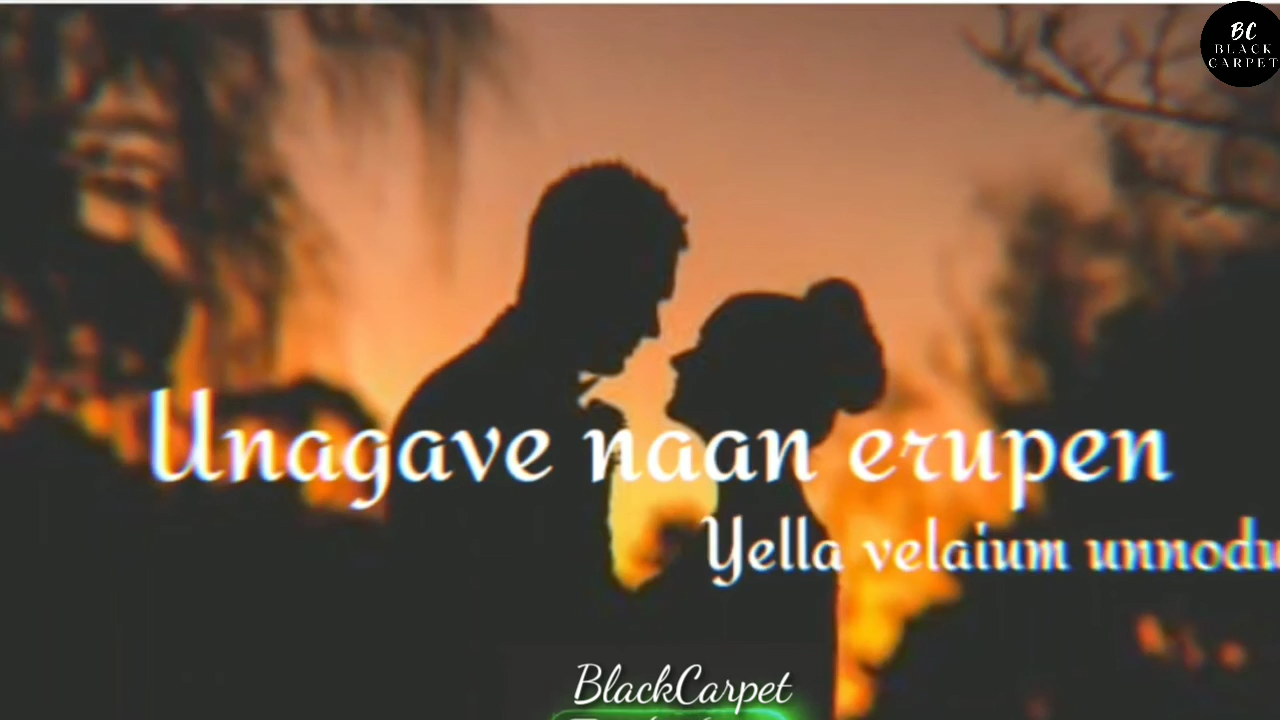 BC
BLACK
CARPET
Unagave naan erupen
Yella velaium unnodu
BlackCarpet